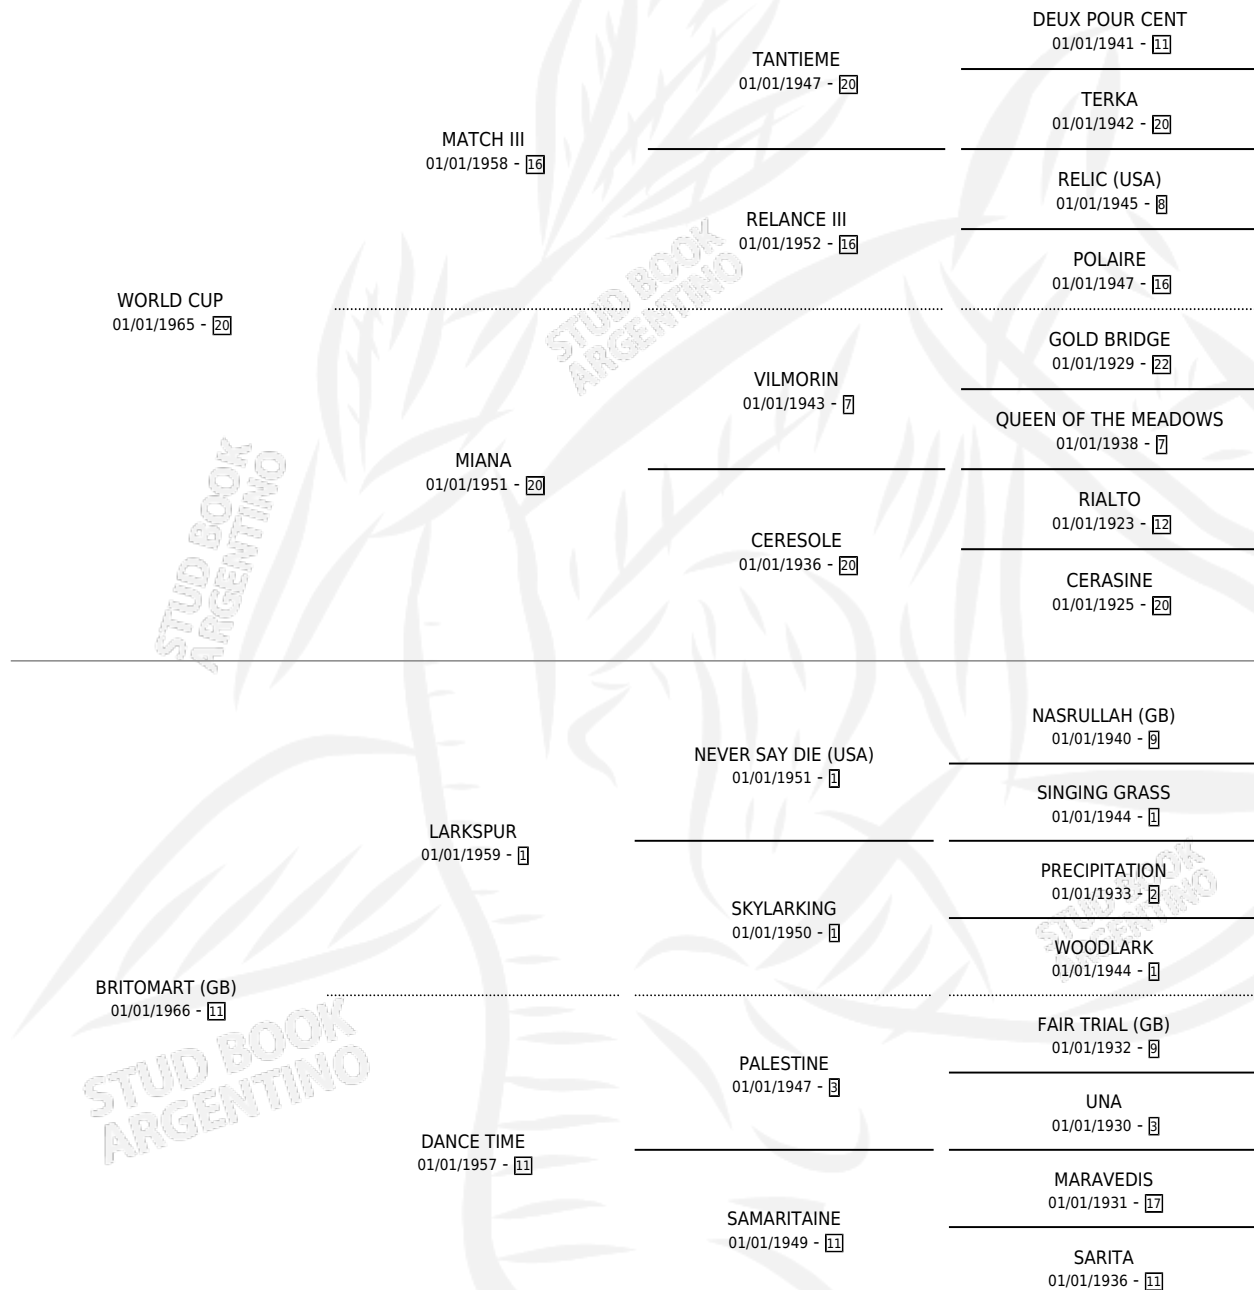 DEUX POUR CENT
01/01/1941 - 11
TANTIEME
01/01/1947 - 20
TERKA
01/01/1942 - 20
MATCH III
01/01/1958 - 16
RELIC (USA)
01/01/1945 - 8
RELANCE III
01/01/1952 - 16
POLAIRE
01/01/1947 - 16
WORLD CUP
01/01/1965 - 20
GOLD BRIDGE
01/01/1929 - 22
VILMORIN
01/01/1943 - 7
QUEEN OF THE MEADOWS
01/01/1938 - 7
MIANA
01/01/1951 - 20
RIALTO
01/01/1923 - 12
CERESOLE
01/01/1936 - 20
CERASINE
01/01/1925 - 20
NASRULLAH (GB)
01/01/1940 - 9
NEVER SAY DIE (USA)
01/01/1951 - 1
SINGING GRASS
01/01/1944 - 1
LARKSPUR
01/01/1959 - 1
PRECIPITATION
01/01/1933 - 2
SKYLARKING
01/01/1950 - 1
WOODLARK
01/01/1944 - 1
BRITOMART (GB)
01/01/1966 - 11
FAIR TRIAL (GB)
01/01/1932 - 9
PALESTINE
01/01/1947 - 3
UNA
01/01/1930 - 3
DANCE TIME
01/01/1957 - 11
MARAVEDIS
01/01/1931 - 17
SAMARITAINE
01/01/1949 - 11
SARITA
01/01/1936 - 11
STUD BOOK
ARGENTINO
STUD BOOK
ARGENTINO
STUD BOOK
ARGENTINO
STUD BOOK
ARGENTINO